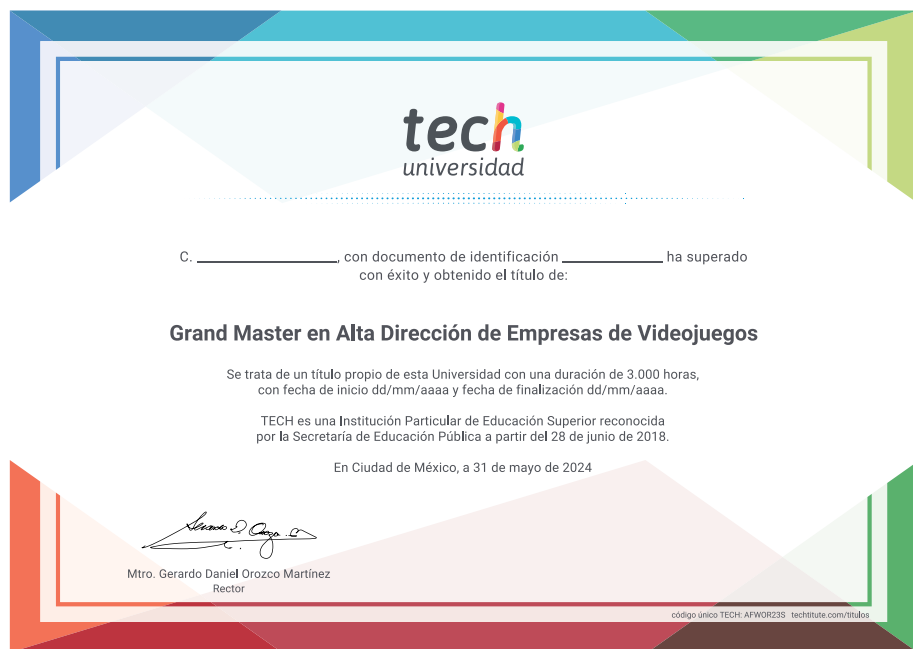 tech
universidad
C. ____________, con documento de identificación ____________ ha superado
con éxito y obtenido el título de:
Grand Master en Alta Dirección de Empresas de Videojuegos
Se trata de un título propio de esta Universidad con una duración de 3.000 horas,
con fecha de inicio dd/mm/aaaa y fecha de finalización dd/mm/aaaa.
TECH es una Institución Particular de Educación Superior reconocida
por la Secretaría de Educación Pública a partir del 28 de junio de 2018.
En Ciudad de México, a 31 de mayo de 2024
Mtro. Gerardo Daniel Orozco Martínez
Rector
código único TECH: AFWOR23S techtitute.com/titulos